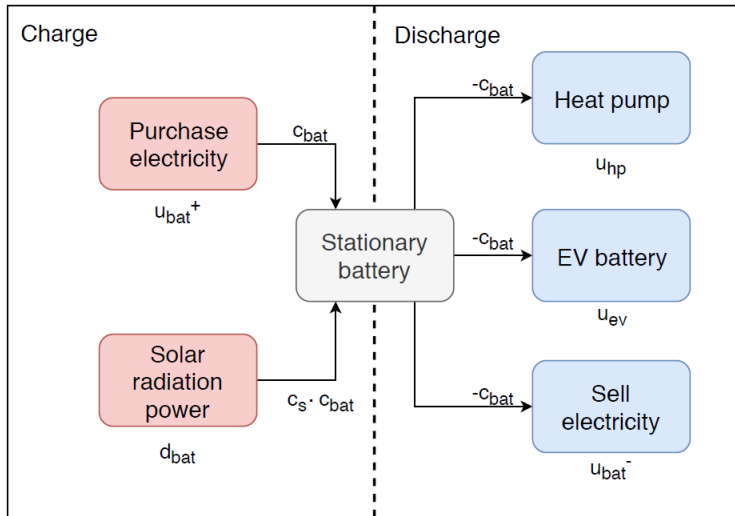 Charge
Discharge
Purchase
electricity
u_bat^+
c_bat
Solar
radiation
power
d_bat
c_s · c_bat
Stationary
battery
-c_bat
Heat pump
u_hp
-c_bat
EV battery
u_ev
-c_bat
Sell
electricity
u_bat^-